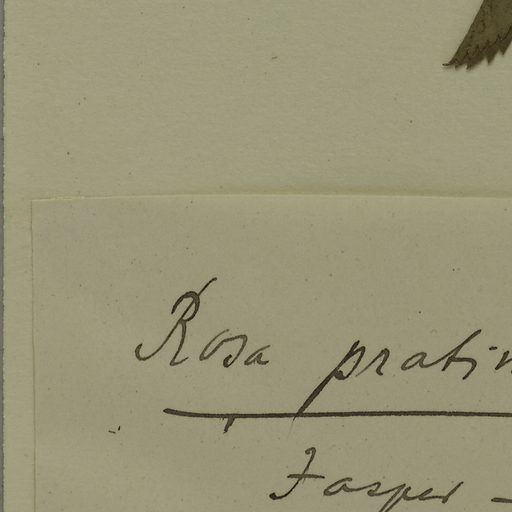 Rosa pratin
Jasper -